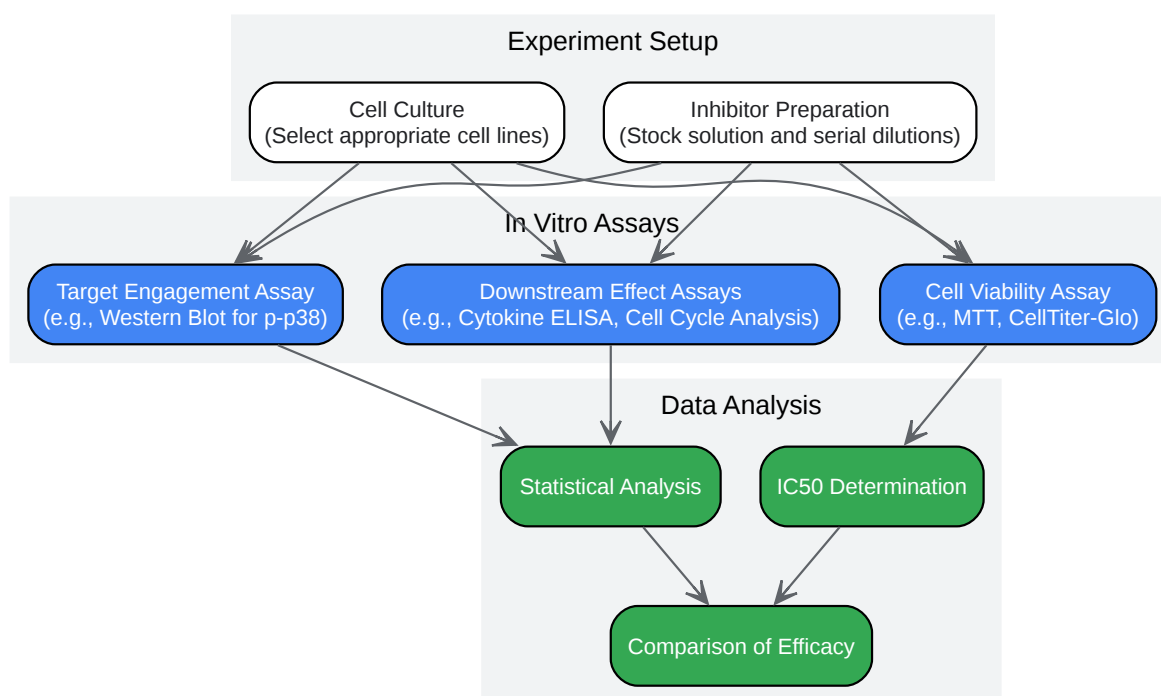 Experiment Setup
Cell Culture
(Select appropriate cell lines)
Inhibitor Preparation
(Stock solution and serial dilutions)
In Vitro Assays
Target Engagement Assay
(e.g., Western Blot for p-p38)
Downstream Effect Assays
(e.g., Cytokine ELISA, Cell Cycle Analysis)
Cell Viability Assay
(e.g., MTT, CellTiter-Glo)
Data Analysis
Statistical Analysis
IC50 Determination
Comparison of Efficacy